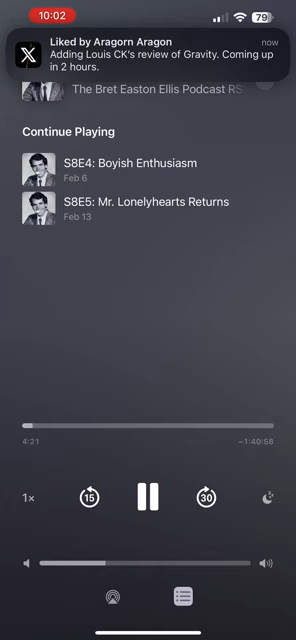 10:02
79
Liked by Aragorn Aragon
now
Adding Louis CK's review of Gravity. Coming up
in 2 hours.
The Bret Easton Ellis Podcast RS
Continue Playing
S8E4: Boyish Enthusiasm
Feb 6
S8E5: Mr. Lonelyhearts Returns
Feb 13
4:21
-1:40:58
1×
15
30